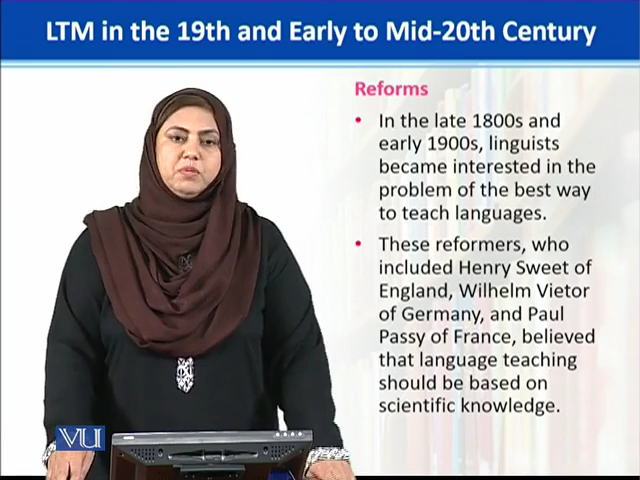 LTM in the 19th and Early to Mid-20th Century
Reforms
• In the late 1800s and
early 1900s, linguists
became interested in the
problem of the best way
to teach languages.
• These reformers, who
included Henry Sweet of
England, Wilhelm Vietor
of Germany, and Paul
Passy of France, believed
that language teaching
should be based on
scientific knowledge.
VU